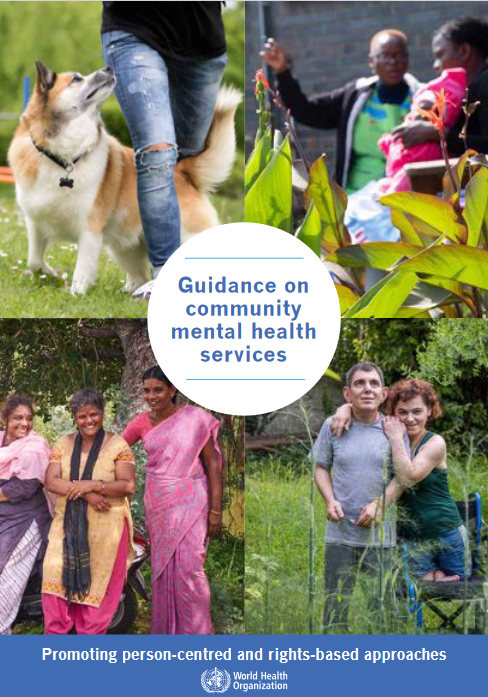 Guidance on
community
mental health
services
Promoting person-centred and rights-based approaches
World Health
Organization